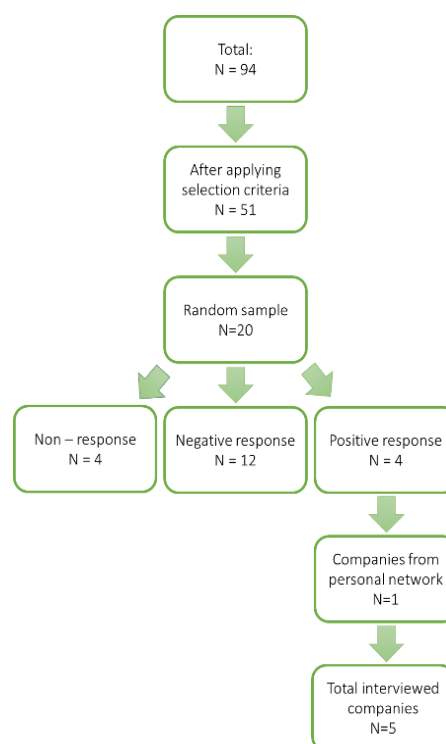 Total:
N = 94
After applying
selection criteria
N = 51
Random sample
N=20
Non – response
N = 4
Negative response
N = 12
Positive response
N = 4
Companies from
personal network
N=1
Total interviewed
companies
N=5